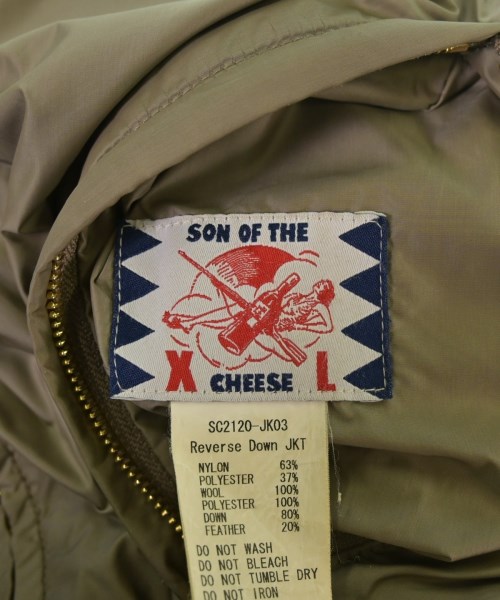 SON OF THE
X CHEESE L
SC2120-JK03
Reverse Down JKT
NYLON 63%
POLYESTER 37%
WOOL 100%
POLYESTER 100%
DOWN 80%
FEATHER 20%
DO NOT WASH
DO NOT BLEACH
DO NOT TUMBLE DRY
DO NOT IRON